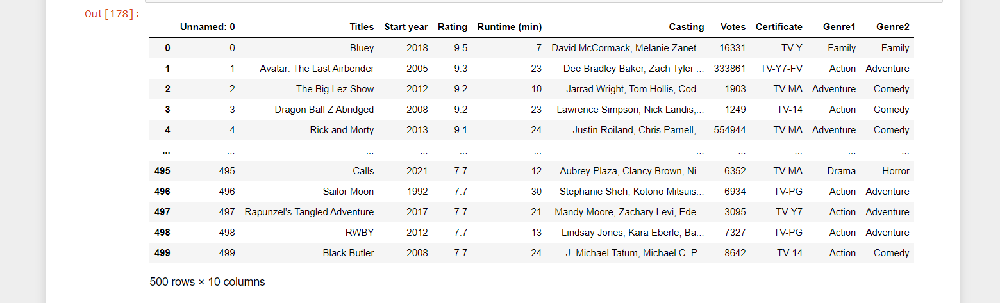 Out[178]:
Unnamed: 0 Titles Start year Rating Runtime (min) Casting Votes Certificate Genre1 Genre2
0 0 Bluey 2018 9.5 7 David McCormack, Melanie Zanet... 16331 TV-Y Family Family
1 1 Avatar: The Last Airbender 2005 9.3 23 Dee Bradley Baker, Zach Tyler ... 333861 TV-Y7-FV Action Adventure
2 2 The Big Lez Show 2012 9.2 10 Jarrad Wright, Tom Hollis, Cod... 1903 TV-MA Adventure Comedy
3 3 Dragon Ball Z Abridged 2008 9.2 23 Lawrence Simpson, Nick Landis,... 1249 TV-14 Action Comedy
4 4 Rick and Morty 2013 9.1 24 Justin Roiland, Chris Parnell,... 554944 TV-MA Adventure Comedy
... ... ... ... ... ... ... ... ... ... ...
495 495 Calls 2021 7.7 12 Aubrey Plaza, Clancy Brown, Ni... 6352 TV-MA Drama Horror
496 496 Sailor Moon 1992 7.7 30 Stephanie Sheh, Kotono Mitsuis... 6934 TV-PG Action Adventure
497 497 Rapunzel's Tangled Adventure 2017 7.7 21 Mandy Moore, Zachary Levi, Ede... 3095 TV-Y7 Action Adventure
498 498 RWBY 2012 7.7 13 Lindsay Jones, Kara Eberle, Ba... 7327 TV-PG Action Adventure
499 499 Black Butler 2008 7.7 24 J. Michael Tatum, Michael C. P... 8642 TV-14 Action Comedy
500 rows × 10 columns